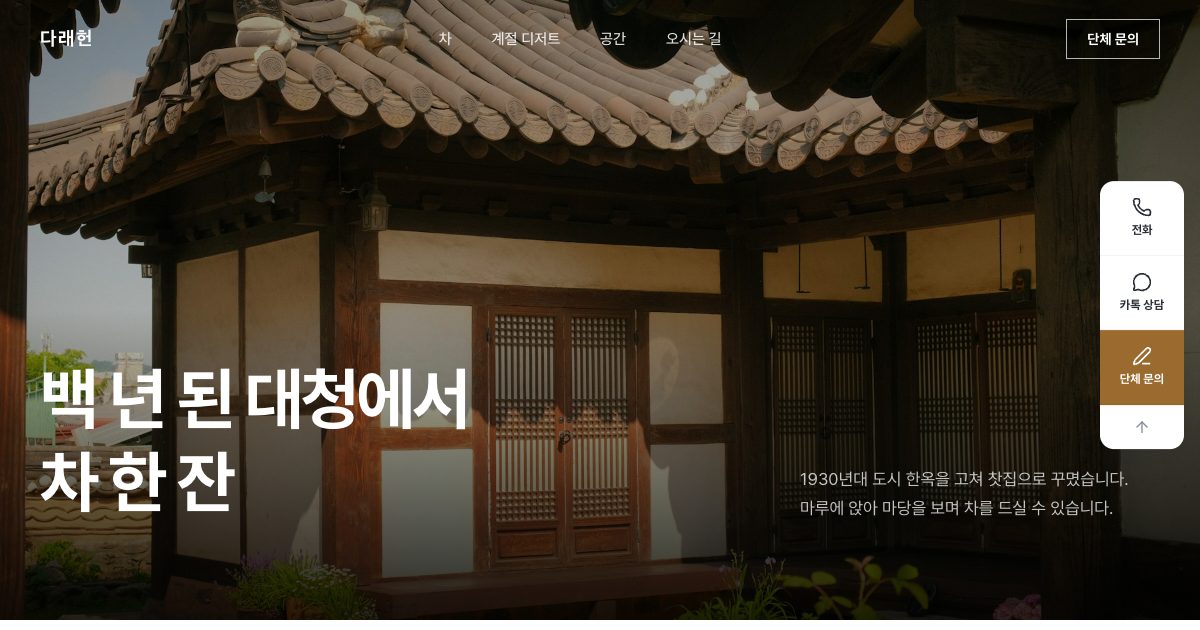 다래헌
차
계절 디저트
공간
오시는 길
단체 문의
전화
카톡 상담
단체 문의
백 년 된 대청에서
차 한 잔
1930년대 도시 한옥을 고쳐 찻집으로 꾸몄습니다.
마루에 앉아 마당을 보며 차를 드실 수 있습니다.